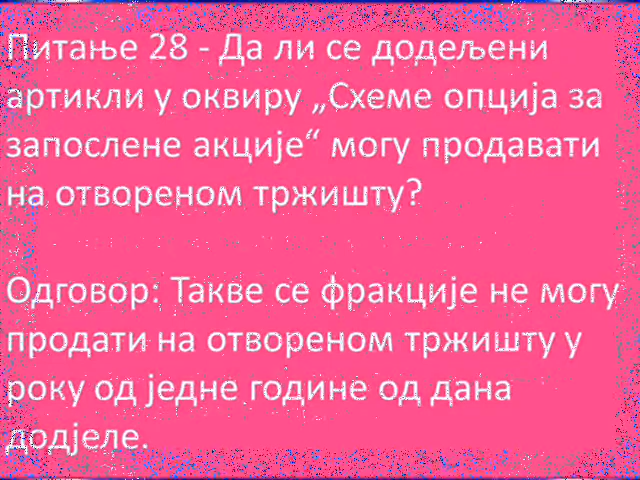 Питање 28 - Да ли се додељени
артикли у оквиру „Схеме опција за
запослене акције“ могу продавати
на отвореном тржишту?
Одговор: Такве се фракције не могу
продати на отвореном тржишту у
року од једне године од дана
додјеле.